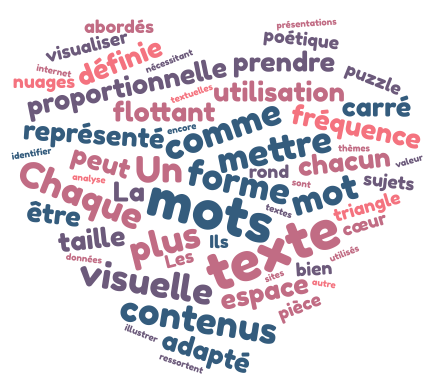 abordés
présentations
visualiser
poétique
internet
définie
nécessitant
prendre
nuages
proportionnelle
puzzle
textuelles
utilisation
flottant
carré
représenté
encore
comme
fréquence
identifier
mettre
thèmes
peut
Un
rond
chacun
valeur
analyse
forme
sont
mot
sujets
Chaque
La
mots
textes
triangle
être
cœur
taille
plus
Ils
texte
utilisés
données
Les
sites
bien
visuelle
espace
autre
pièce
contenus
illustrer
adapté
ressortent